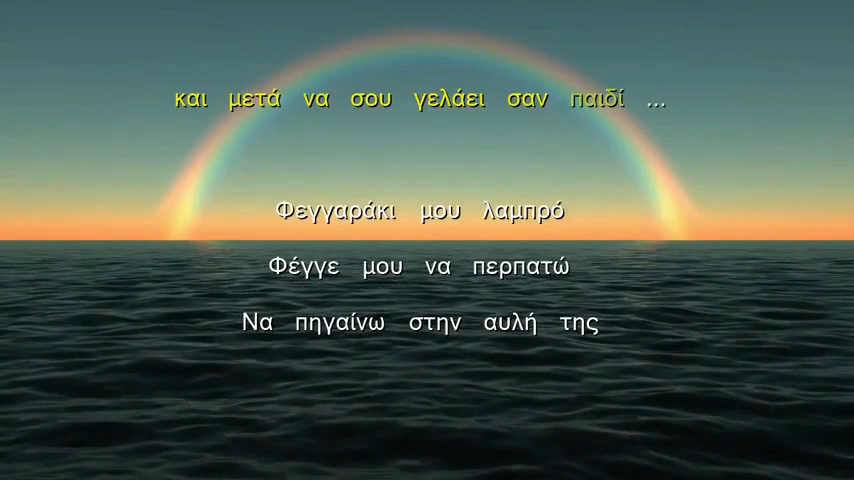 και μετά να σου γελάει σαν παιδί ...
Φεγγαράκι μου λαμπρό
Φέγγε μου να περπατώ
Να πηγαίνω στην αυλή της